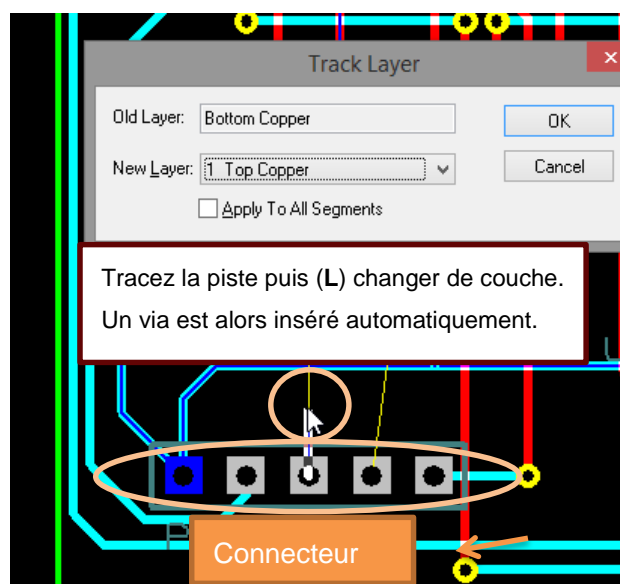 Track Layer
Old Layer: Bottom Copper
OK
New Layer: 1 Top Copper
Cancel
Apply To All Segments
Tracez la piste puis (L) changer de couche.
Un via est alors inséré automatiquement.
Connecteur